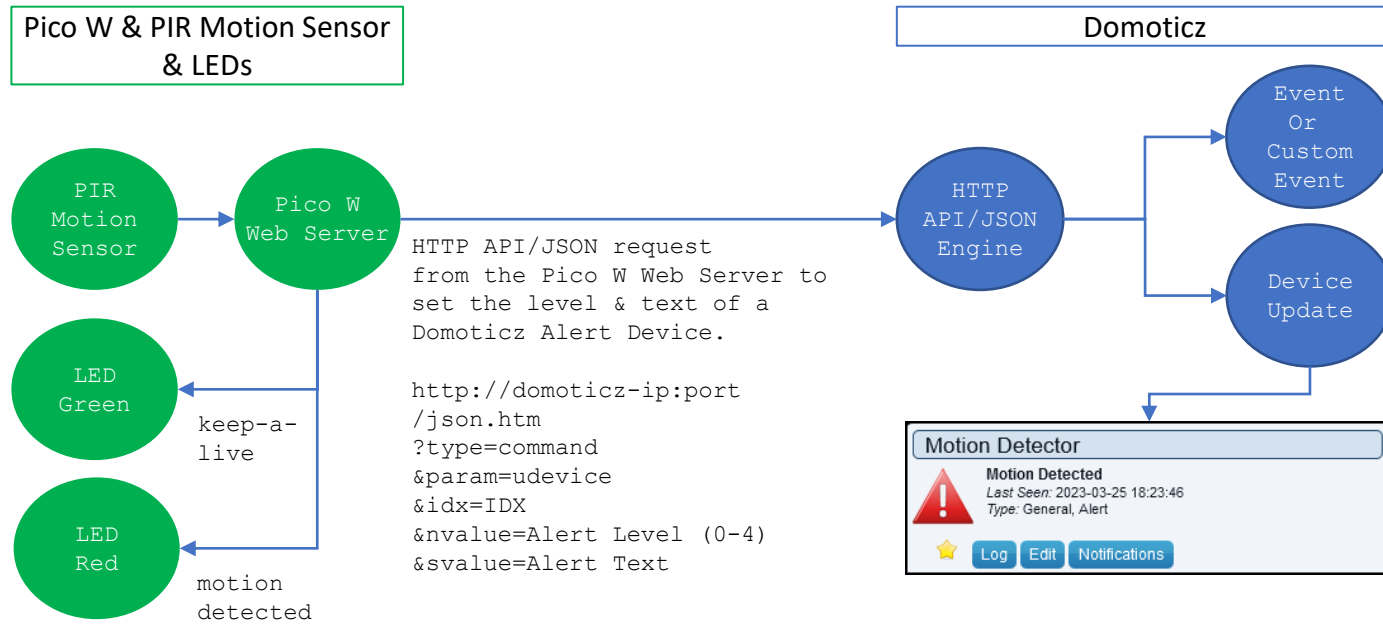 Pico W & PIR Motion Sensor
& LEDs
Domoticz
PIR
Motion
Sensor
Pico W
Web Server
HTTP API/JSON request
from the Pico W Web Server to
set the level & text of a
Domoticz Alert Device.
http://domoticz-ip:port
/json.htm
?type=command
&param=udevice
&idx=IDX
&nvalue=Alert Level (0-4)
&svalue=Alert Text
LED
Green
keep-a-
live
LED
Red
motion
detected
HTTP
API/JSON
Engine
Event
Or
Custom
Event
Device
Update
Motion Detector
Motion Detected
Last Seen: 2023-03-25 18:23:46
Type: General, Alert
Log Edit Notifications